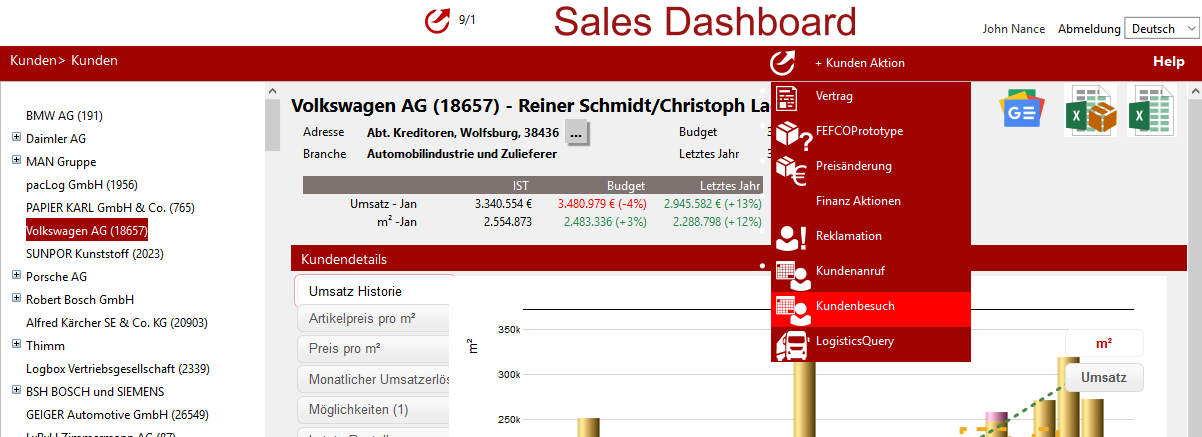 9/1
Sales Dashboard
John Nance Abmeldung Deutsch
Kunden> Kunden
+ Kunden Aktion
Help
BMW AG (191)
Daimler AG
MAN Gruppe
pacLog GmbH (1956)
PAPIER KARL GmbH & Co. (765)
Volkswagen AG (18657)
SUNPOR Kunststoff (2023)
Porsche AG
Robert Bosch GmbH
Alfred Kärcher SE & Co. KG (20903)
Thimm
Logbox Vertriebsgesellschaft (2339)
BSH BOSCH und SIEMENS
GEIGER Automotive GmbH (26549)
Volkswagen AG (18657) - Reiner Schmidt/Christoph La
Adresse Abt. Kreditoren, Wolfsburg, 38436 ... Budget
Branche Automobilindustrie und Zulieferer Letztes Jahr
IST Budget Letztes Jahr
Umsatz - Jan 3.340.554 € 3.480.979 € (-4%) 2.945.582 € (+13%)
m² -Jan 2.554.873 2.483.336 (+3%) 2.288.798 (+12%)
Vertrag
FEFCOPrototype
Preisänderung
Finanz Aktionen
Reklamation
Kundenanruf
Kundenbesuch
LogisticsQuery
Kundendetails
Umsatz Historie
Artikelpreis pro m²
Preis pro m²
Monatlicher Umsatzerlös
Möglichkeiten (1)
m²
350k
300k
250k
m²
Umsatz